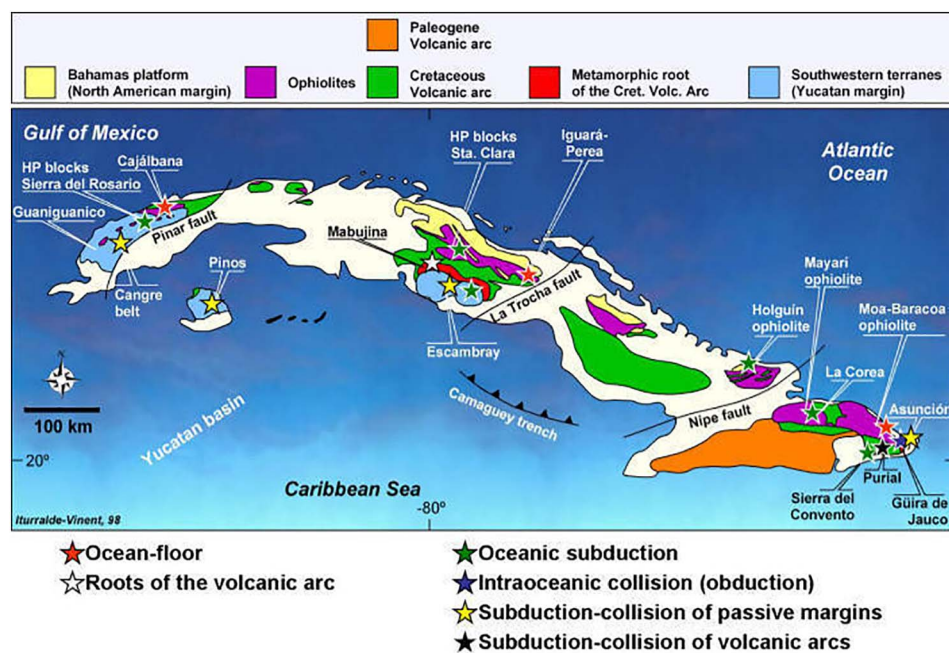 Paleogene
Volcanic arc
Bahamas platform
(North American margin)
Ophiolites
Cretaceous
Volcanic arc
Metamorphic root
of the Cret. Volc. Arc
Southwestern terranes
(Yucatan margin)
Gulf of Mexico
HP blocks
Sierra del Rosario
Cajálbana
Guaniguanico
Pinar fault
Cangre
belt
Pinos
Mabujina
HP blocks
Sta. Clara
Iguará-
Perea
Atlantic
Ocean
La Trocha fault
Escambray
Camaguey trench
Yucatan basin
Holguín
ophiolite
Mayarí
ophiolite
Moa-Baracoa
ophiolite
La Corea
Asunción
Nipe fault
Sierra del
Convento
Purial
Güira de
Jauco
N
100 km
20°
Caribbean Sea
-80°
Iturralde-Vinent, 98
Ocean-floor
Roots of the volcanic arc
Oceanic subduction
Intraoceanic collision (obduction)
Subduction-collision of passive margins
Subduction-collision of volcanic arcs